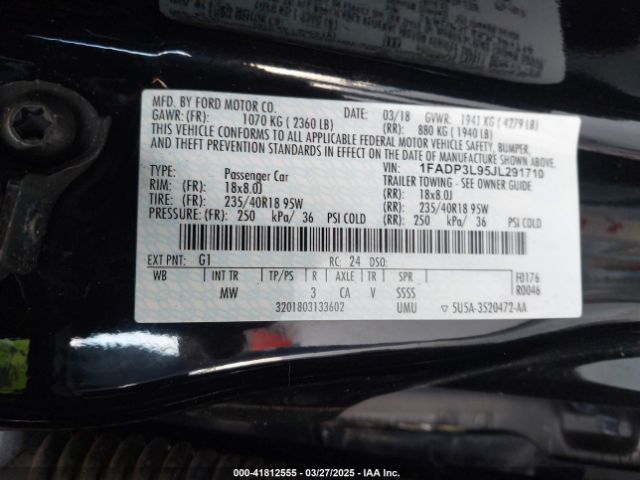 MFD. BY FORD MOTOR CO.
DATE: 03/18 GVWR: 1941 KG ( 4279 LB)
GAWR: (FR): 1070 KG ( 2360 LB) (RR): 880 KG ( 1940 LB)
THIS VEHICLE CONFORMS TO ALL APPLICABLE FEDERAL MOTOR VEHICLE SAFETY, BUMPER,
AND THEFT PREVENTION STANDARDS IN EFFECT ON THE DATE OF MANUFACTURE SHOWN ABOVE.
VIN: 1FADP3L95JL291710
TYPE: Passenger Car TRAILER TOWING - SEE OWNER GUIDE
RIM: (FR): 18x8.0J (RR): 18x8.0J
TIRE: (FR): 235/40R18 95W (RR): 235/40R18 95W
PRESSURE: (FR): 250 kPa/ 36 PSI COLD (RR): 250 kPa/ 36 PSI COLD
EXT PNT: G1 RC: 24 DSO:
WB INT TR TP/PS R AXLE TR SPR
MW 3 CA V SSSS
F0176
R0046
3201803133602 UMU ▽ 5U5A-3520472-AA
000-41812555 — 03/27/2025 — IAA Inc.